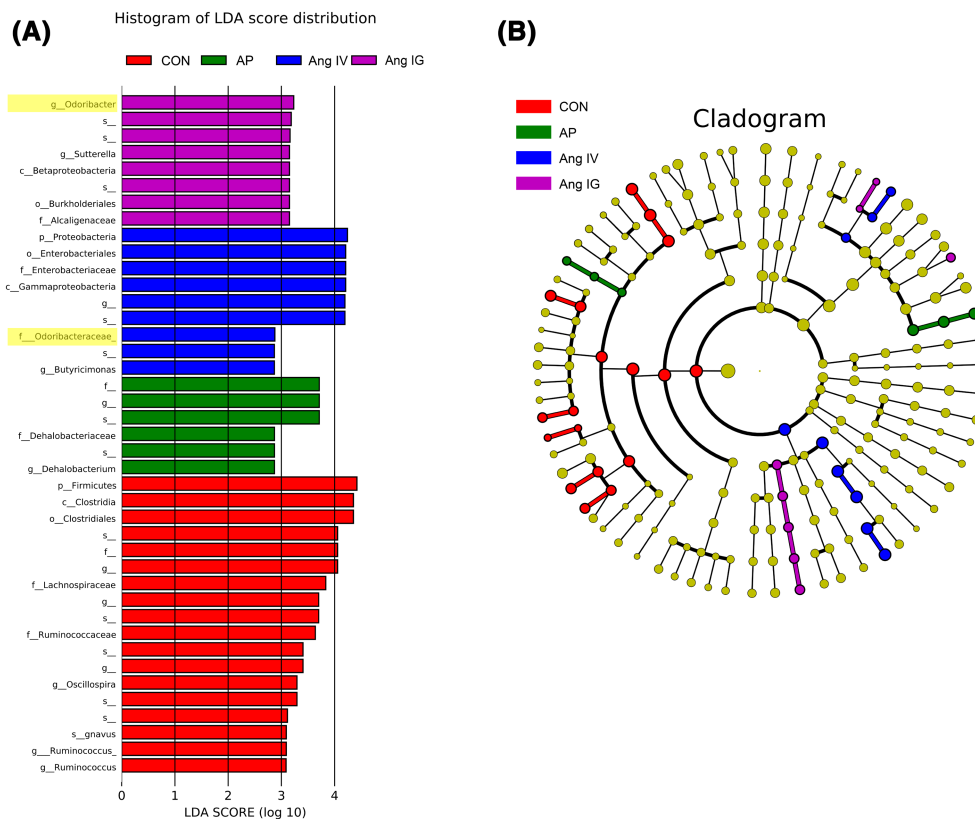 (A)
Histogram of LDA score distribution
CON
AP
Ang IV
Ang IG
g__Odoribacter
s__
s__
g__Sutterella
c__Betaproteobacteria
s__
o__Burkholderiales
f__Alcaligenaceae
p__Proteobacteria
o__Enterobacteriales
f__Enterobacteriaceae
c__Gammaproteobacteria
g__
s__
f___Odoribacteraceae_
s__
g__Butyricimonas
f__
g__
s__
f__Dehalobacteriaceae
s__
g__Dehalobacterium
p__Firmicutes
c__Clostridia
o__Clostridiales
s__
f__
g__
f__Lachnospiraceae
g__
s__
f__Ruminococcaceae
s__
g__
g__Oscillospira
s__
s__
s__gnavus
g___Ruminococcus_
g__Ruminococcus
0 1 2 3 4
LDA SCORE (log 10)
(B)
CON
AP
Ang IV
Ang IG
Cladogram